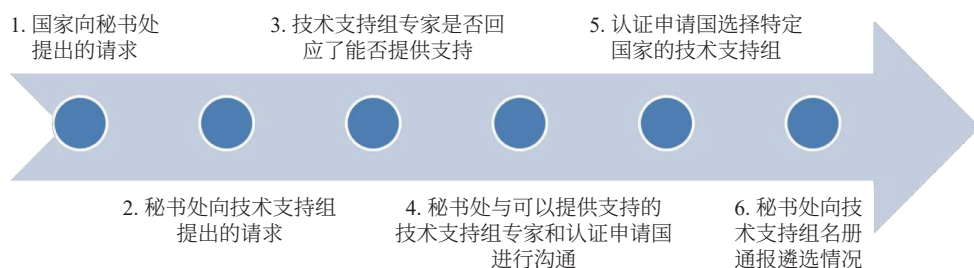 1. 国家向秘书处
提出的请求
2. 秘书处向技术支持组
提出的请求
3. 技术支持组专家是否回
应了能否提供支持
4. 秘书处与可以提供支持的
技术支持组专家和认证申请国
进行沟通
5. 认证申请国选择特定
国家的技术支持组
6. 秘书处向技
术支持组名册
通报遴选情况